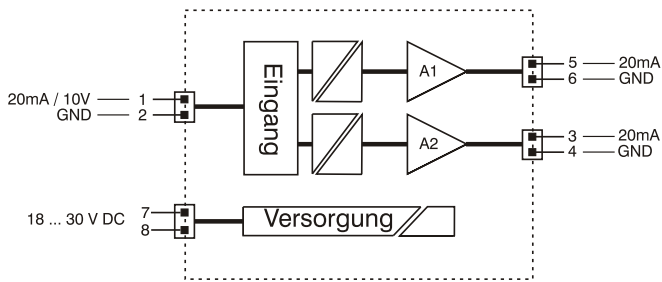 20mA / 10V 1
GND 2
Eingang
A1
5 20mA
6 GND
A2
3 20mA
4 GND
18 ... 30 V DC 7
8
Versorgung